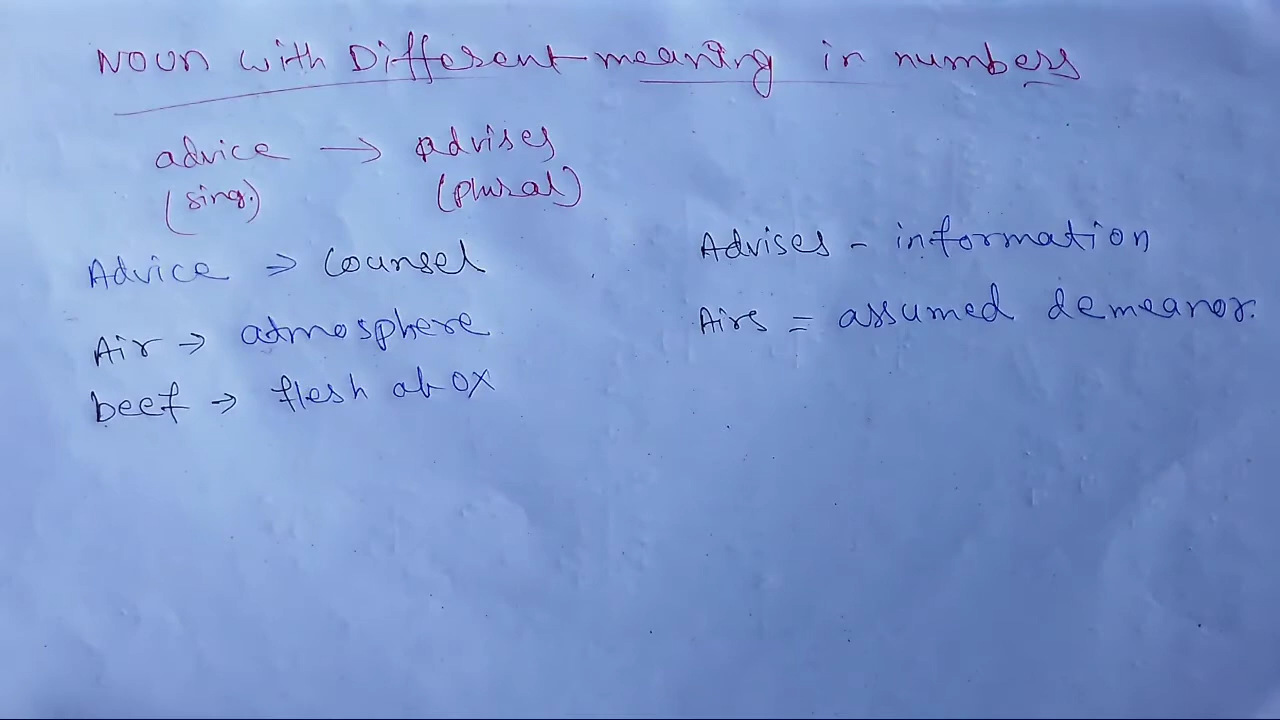 Noun with Different meaning in numbers
advice → advises
(sing.) (plural)
Advice ⇒ Counsel
Advises - information
Air → atmosphere
Airs = assumed demeanor.
beef → flesh of ox